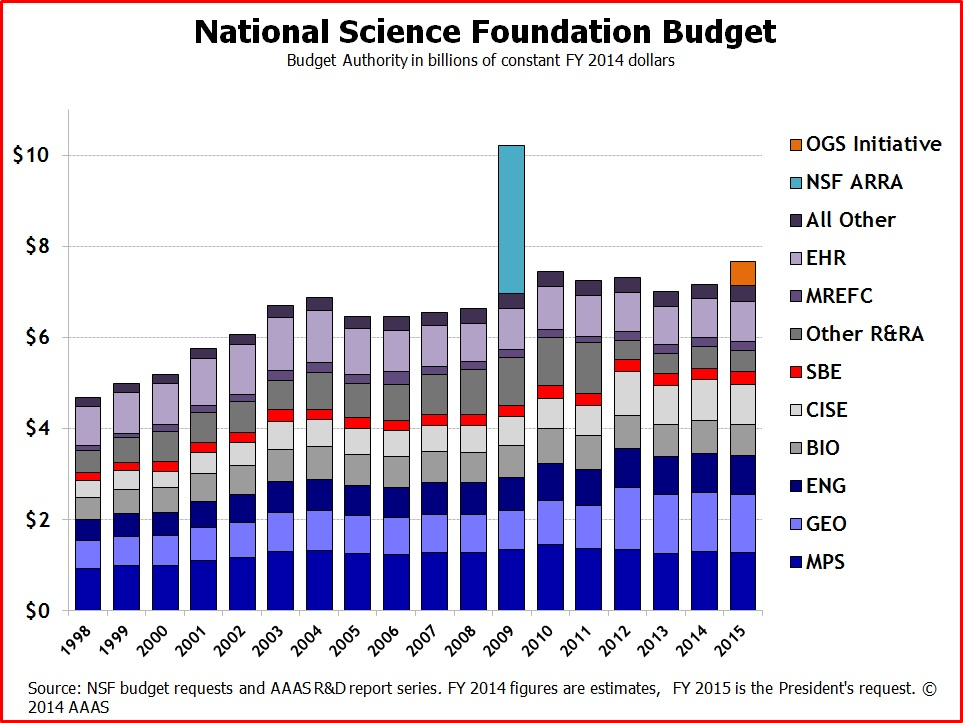 National Science Foundation Budget
Budget Authority in billions of constant FY 2014 dollars
$10
$8
$6
$4
$2
$0
1998
1999
2000
2001
2002
2003
2004
2005
2006
2007
2008
2009
2010
2011
2012
2013
2014
2015
OGS Initiative
NSF ARRA
All Other
EHR
MREFC
Other R&RA
SBE
CISE
BIO
ENG
GEO
MPS
Source: NSF budget requests and AAAS R&D report series. FY 2014 figures are estimates, FY 2015 is the President's request. ©
2014 AAAS